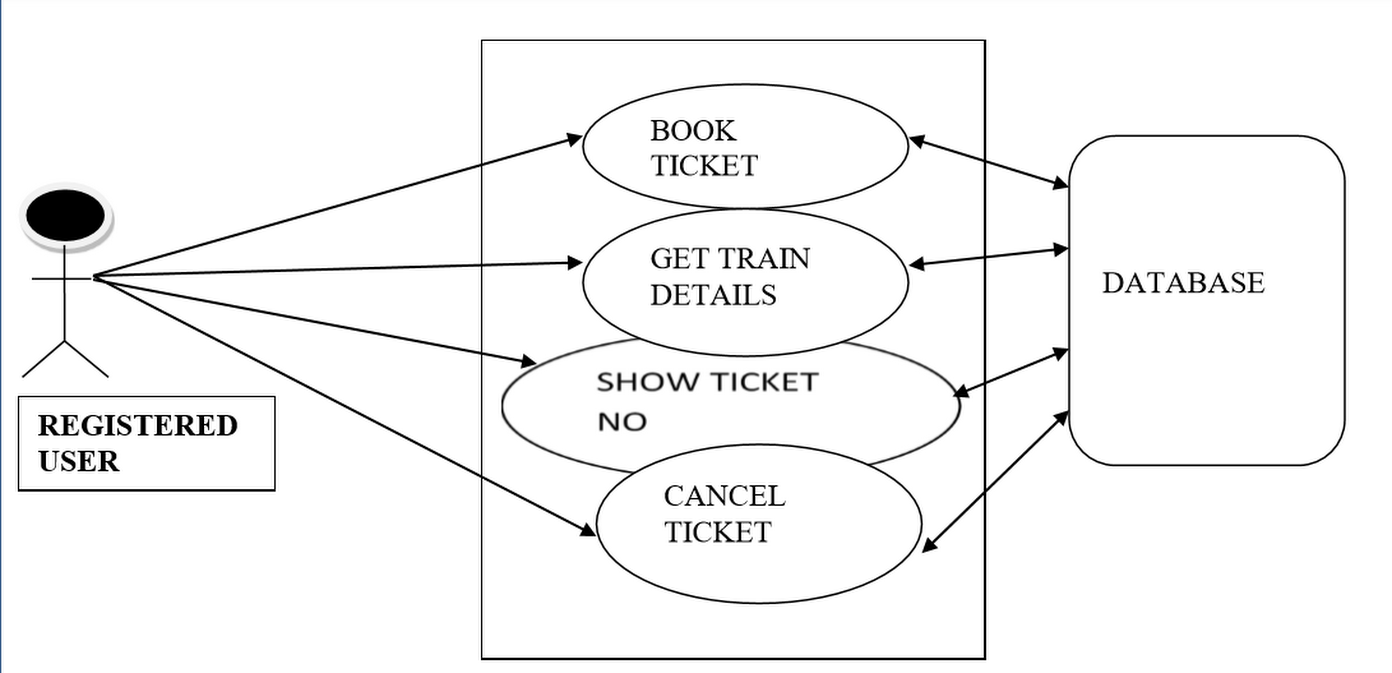 BOOK
TICKET
GET TRAIN
DETAILS
DATABASE
SHOW TICKET
NO
REGISTERED
USER
CANCEL
TICKET